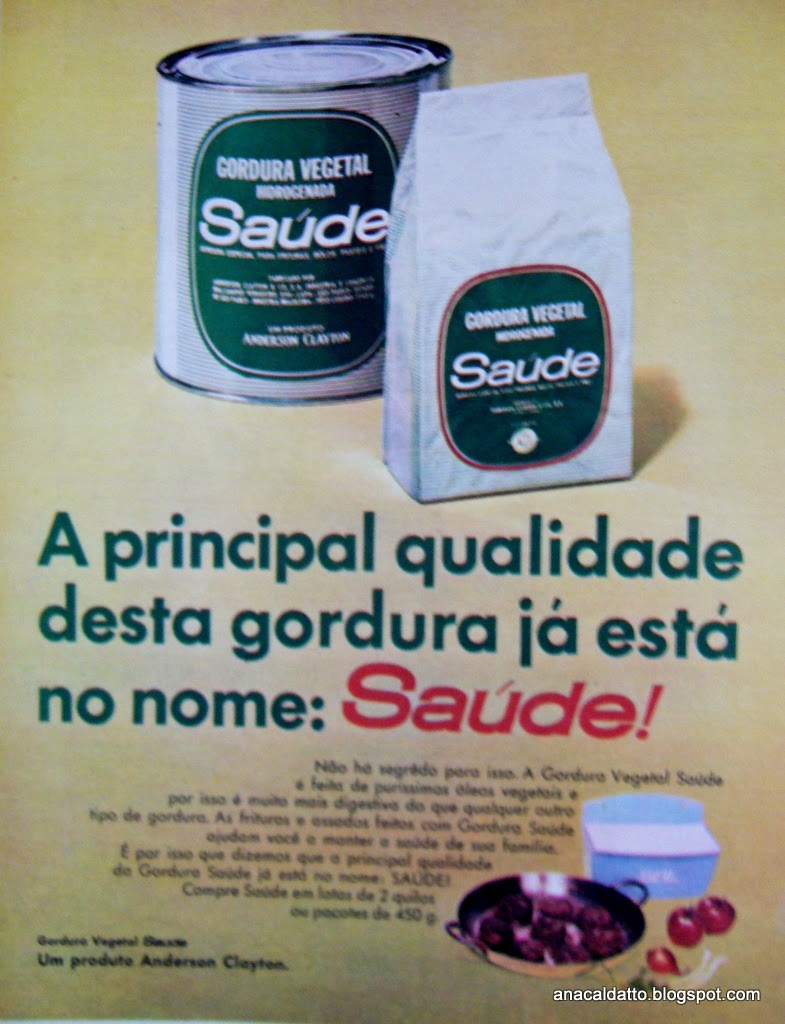 GORDURA VEGETAL
HIDROGENADA
Saúde
UM PRODUTO
ANDERSON CLAYTON
GORDURA VEGETAL
HIDROGENADA
Saúde
A principal qualidade
desta gordura já está
no nome: Saúde!
Não há segrêdo para isso. A Gordura Vegetal Saúde
é feita de puríssimos óleos vegetais e
por isso é muito mais digestiva do que qualquer outro
tipo de gordura. As frituras e assados feitos com Gordura Saúde
ajudam você a manter a saúde de sua família.
É por isso que dizemos que a principal qualidade
da Gordura Saúde já está no nome: SAÚDE!
Compre Saúde em latas de 2 quilos
ou pacotes de 450 g.
Gordura Vegetal Saúde
Um produto Anderson Clayton.
anacaldatto.blogspot.com